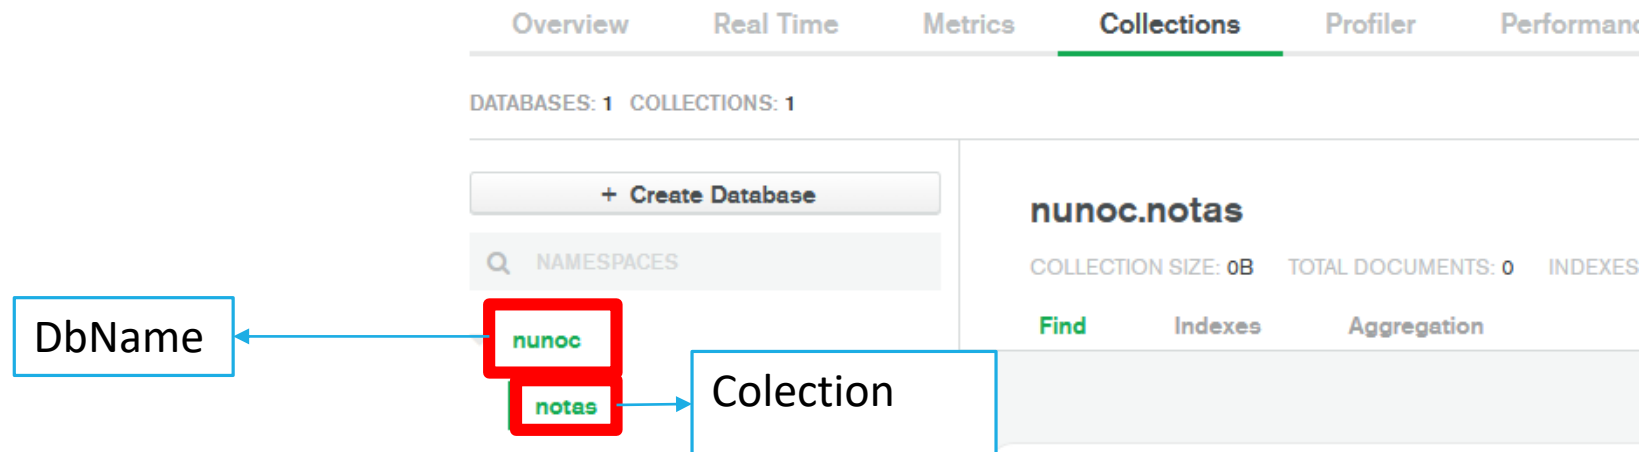 Overview Real Time Metrics Collections Profiler Performanc
DATABASES: 1 COLLECTIONS: 1
+ Create Database
NAMESPACES
nunoc.notas
COLLECTION SIZE: 0B TOTAL DOCUMENTS: 0 INDEXES
Find Indexes Aggregation
DbName
nunoc
notas
Colection